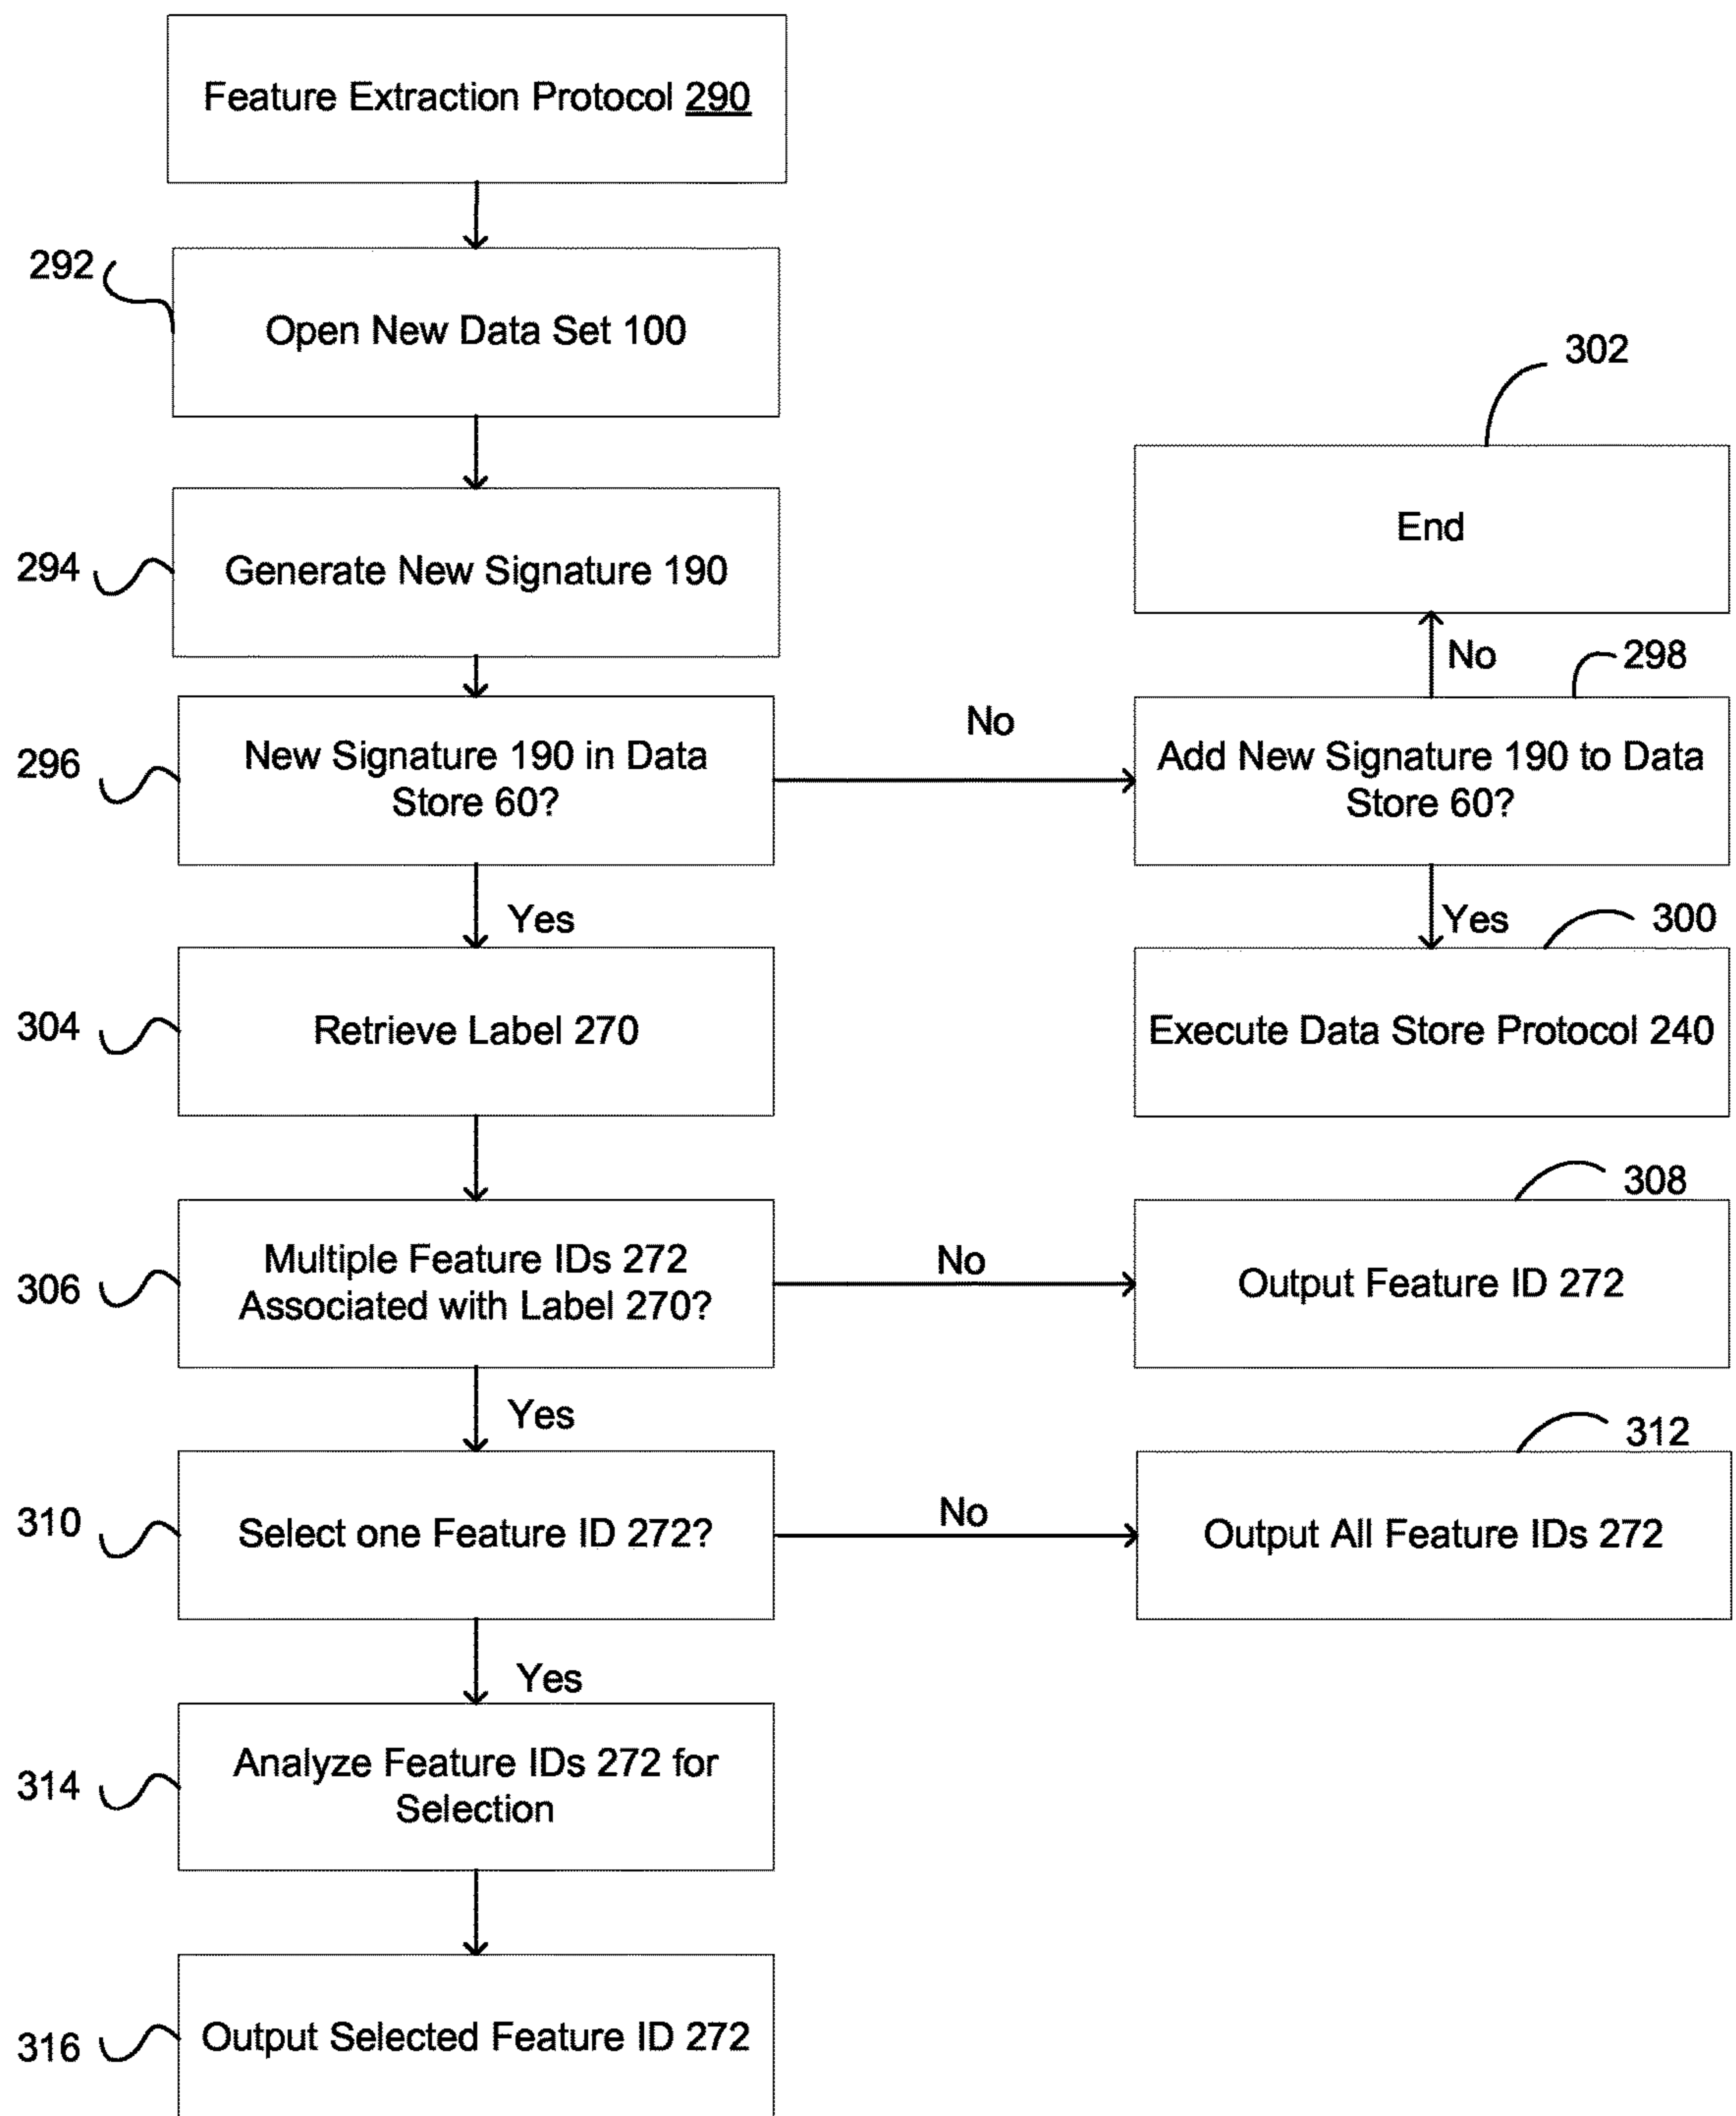 Feature Extraction Protocol 290
292
Open New Data Set 100
302
End
294
Generate New Signature 190
No
298
296
New Signature 190 in Data
Store 60?
No
Add New Signature 190 to Data
Store 60?
Yes
Yes
300
304
Retrieve Label 270
Execute Data Store Protocol 240
308
306
Multiple Feature IDs 272
Associated with Label 270?
No
Output Feature ID 272
Yes
312
310
Select one Feature ID 272?
No
Output All Feature IDs 272
Yes
314
Analyze Feature IDs 272 for
Selection
316
Output Selected Feature ID 272